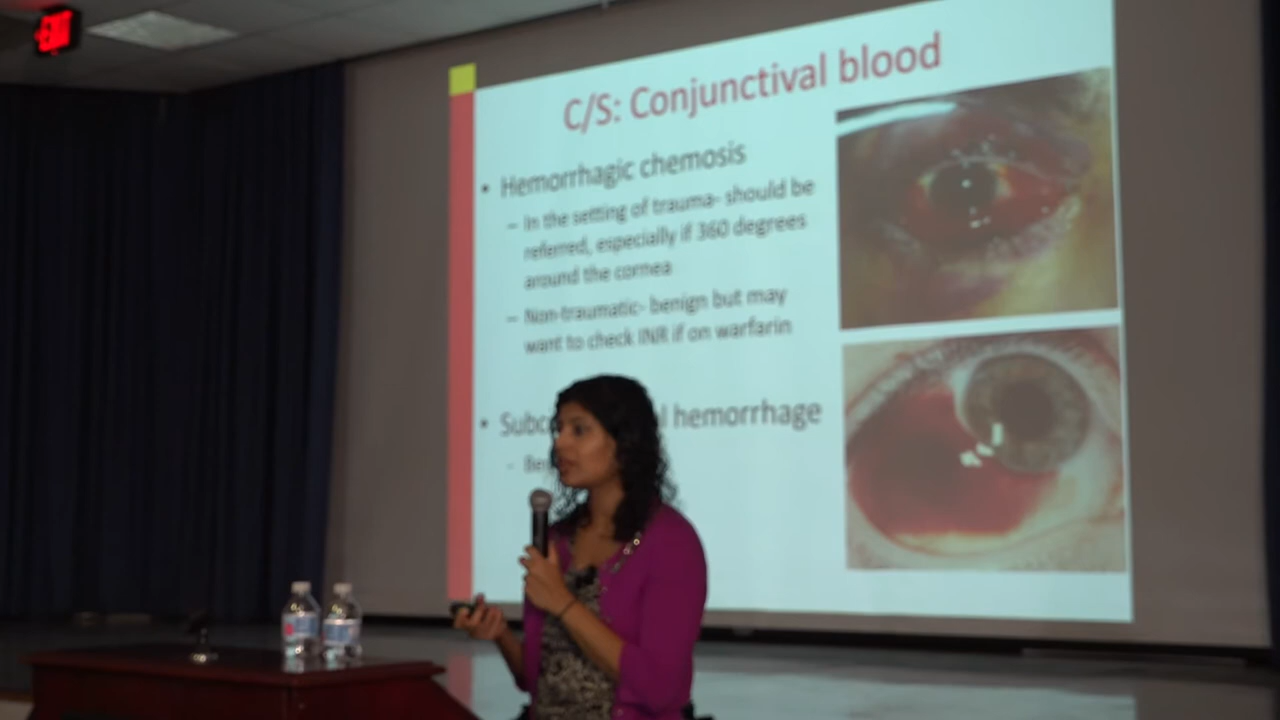 EXIT
C/S: Conjunctival blood
• Hemorrhagic chemosis
– In the setting of trauma- should be
referred, especially if 360 degrees
around the cornea
– Non-traumatic- benign but may
want to check INR if on warfarin
• hemorrhage
-